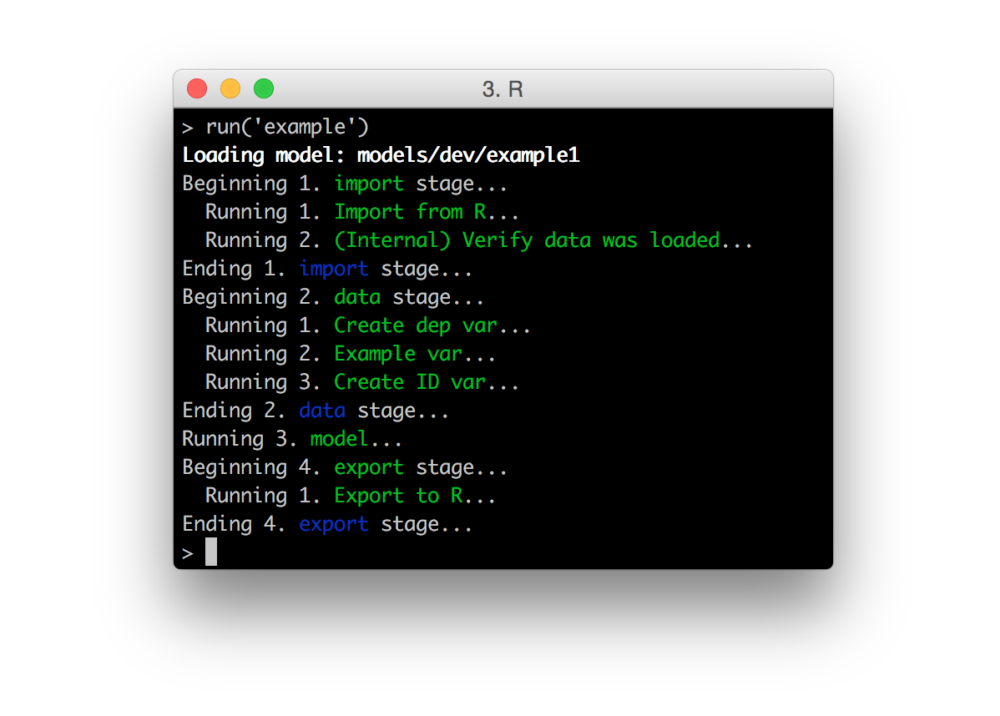 3. R
> run('example')
Loading model: models/dev/example1
Beginning 1. import stage...
  Running 1. Import from R...
  Running 2. (Internal) Verify data was loaded...
Ending 1. import stage...
Beginning 2. data stage...
  Running 1. Create dep var...
  Running 2. Example var...
  Running 3. Create ID var...
Ending 2. data stage...
Running 3. model...
Beginning 4. export stage...
  Running 1. Export to R...
Ending 4. export stage...
>